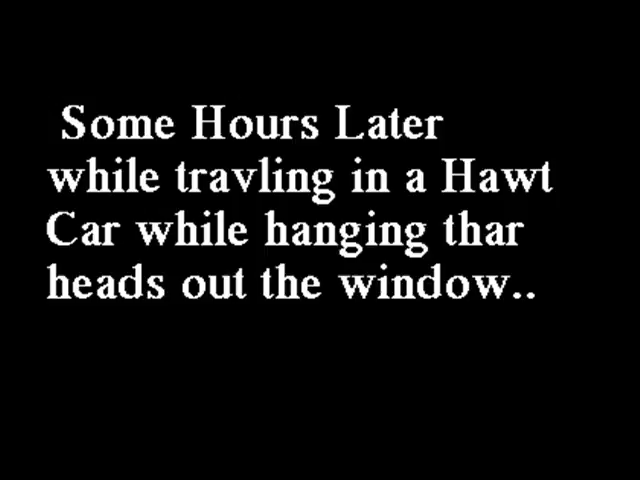 Some Hours Later
while travling in a Hawt
Car while hanging thar
heads out the window..